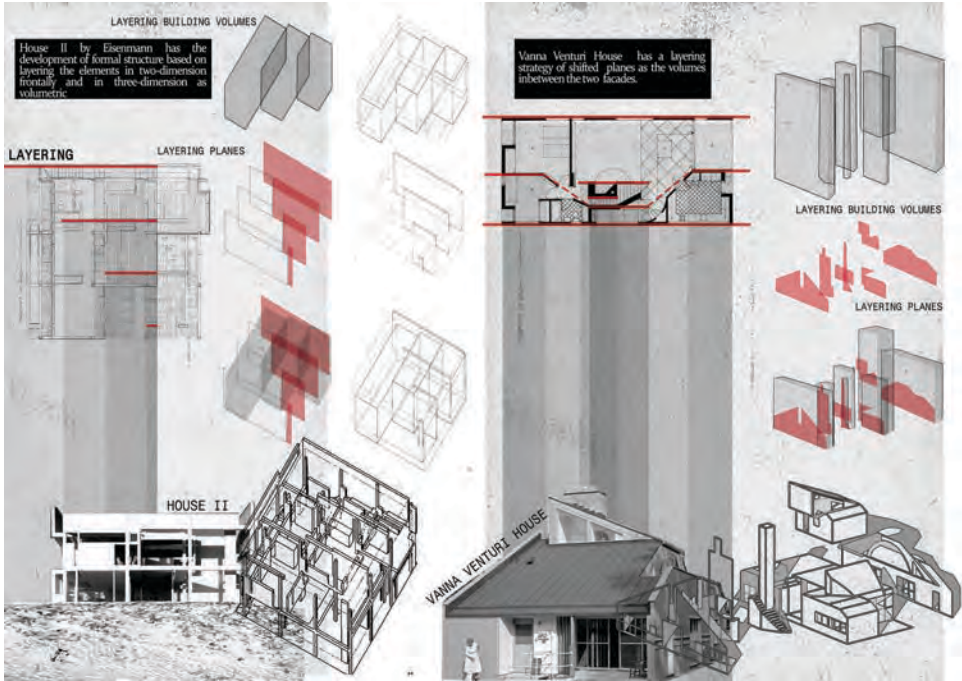 LAYERING BUILDING VOLUMES
House II by Eisenmann has the
development of formal structure based on
layering the elements in two-dimension
frontally and in three-dimension as
volumetric
LAYERING
LAYERING PLANES
HOUSE II
Vanna Venturi House has a layering
strategy of shifted planes as the volumes
inbetween the two facades.
LAYERING BUILDING VOLUMES
LAYERING PLANES
VANNA VENTURI HOUSE